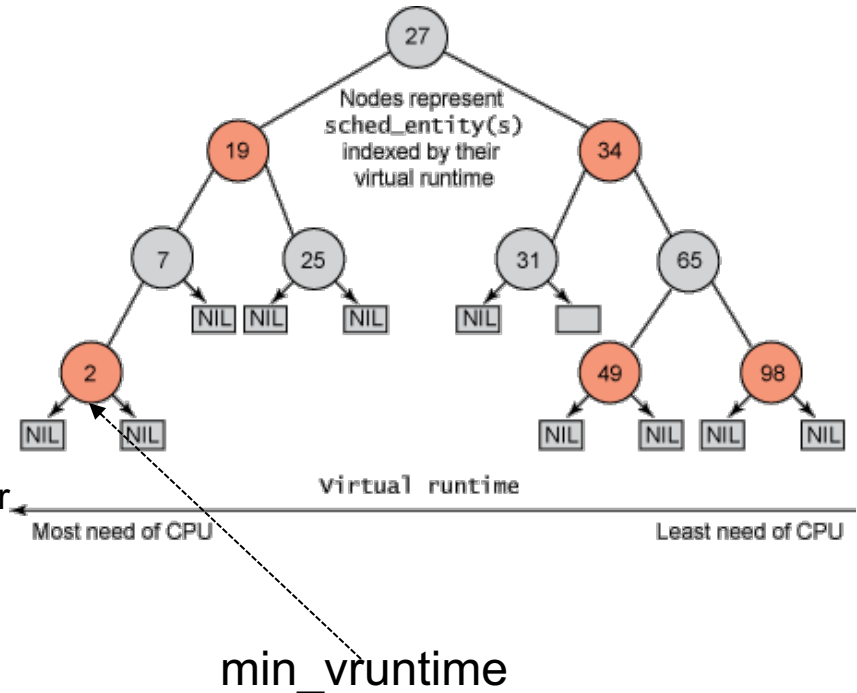 27
Nodes represent
sched_entity(s)
indexed by their
virtual runtime
19
34
7
25
31
65
NIL
NIL
NIL
NIL
2
49
98
NIL
NIL
NIL
NIL
NIL
NIL
Virtual runtime
r
Most need of CPU
Least need of CPU
min_vruntime